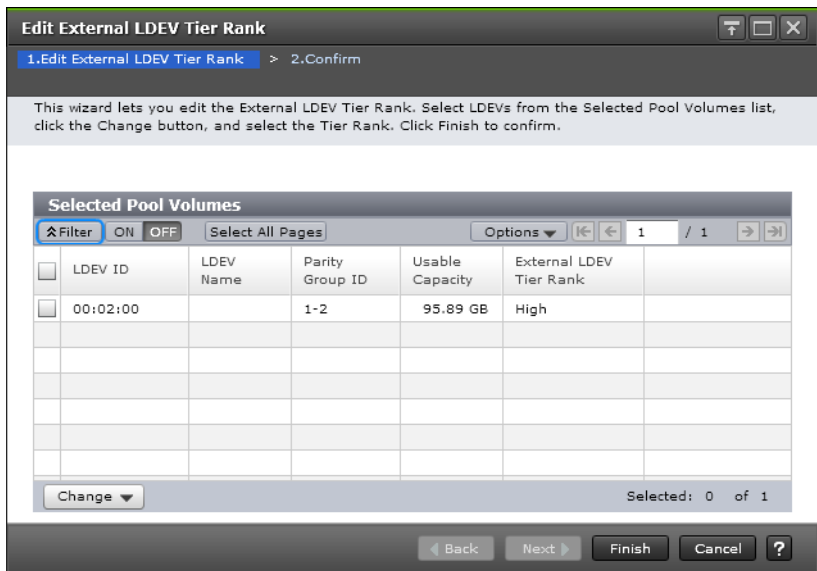 Edit External LDEV Tier Rank
1.Edit External LDEV Tier Rank > 2.Confirm
This wizard lets you edit the External LDEV Tier Rank. Select LDEVs from the Selected Pool Volumes list,
click the Change button, and select the Tier Rank. Click Finish to confirm.
Selected Pool Volumes
Filter ON OFF Select All Pages Options 1 / 1
LDEV ID LDEV Name Parity Group ID Usable Capacity External LDEV Tier Rank
00:02:00 1-2 95.89 GB High
Change Selected: 0 of 1
Back Next Finish Cancel ?